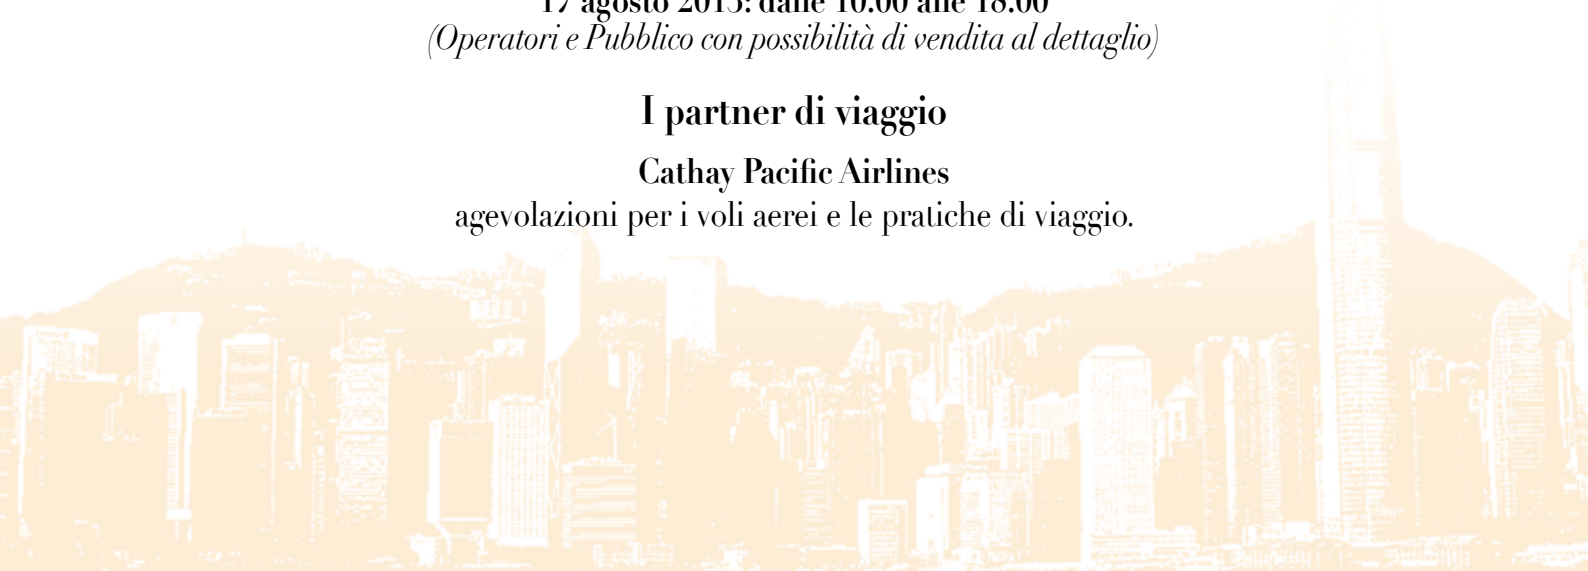 17 agosto dalle 10.00 alle 18.00
(Operatori e Pubblico con possibilità di vendita al dettaglio)
I partner di viaggio
Cathay Pacific Airlines
agevolazioni per i voli aerei e le pratiche di viaggio.